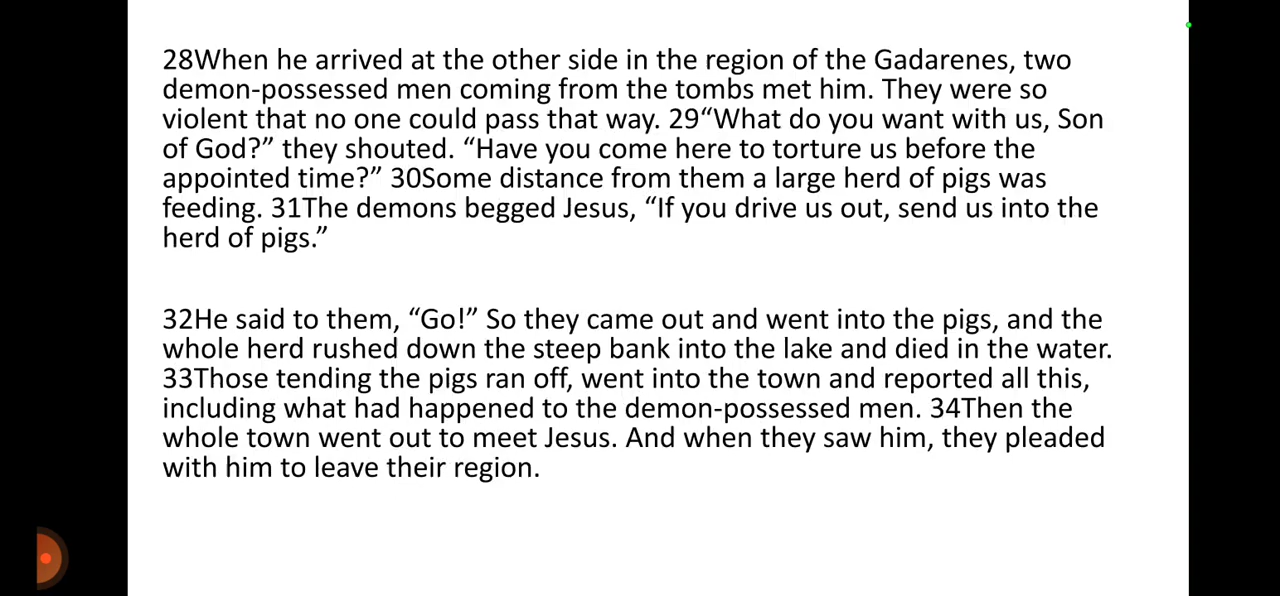 28When he arrived at the other side in the region of the Gadarenes, two
demon-possessed men coming from the tombs met him. They were so
violent that no one could pass that way. 29“What do you want with us, Son
of God?” they shouted. “Have you come here to torture us before the
appointed time?” 30Some distance from them a large herd of pigs was
feeding. 31The demons begged Jesus, “If you drive us out, send us into the
herd of pigs.”
32He said to them, “Go!” So they came out and went into the pigs, and the
whole herd rushed down the steep bank into the lake and died in the water.
33Those tending the pigs ran off, went into the town and reported all this,
including what had happened to the demon-possessed men. 34Then the
whole town went out to meet Jesus. And when they saw him, they pleaded
with him to leave their region.